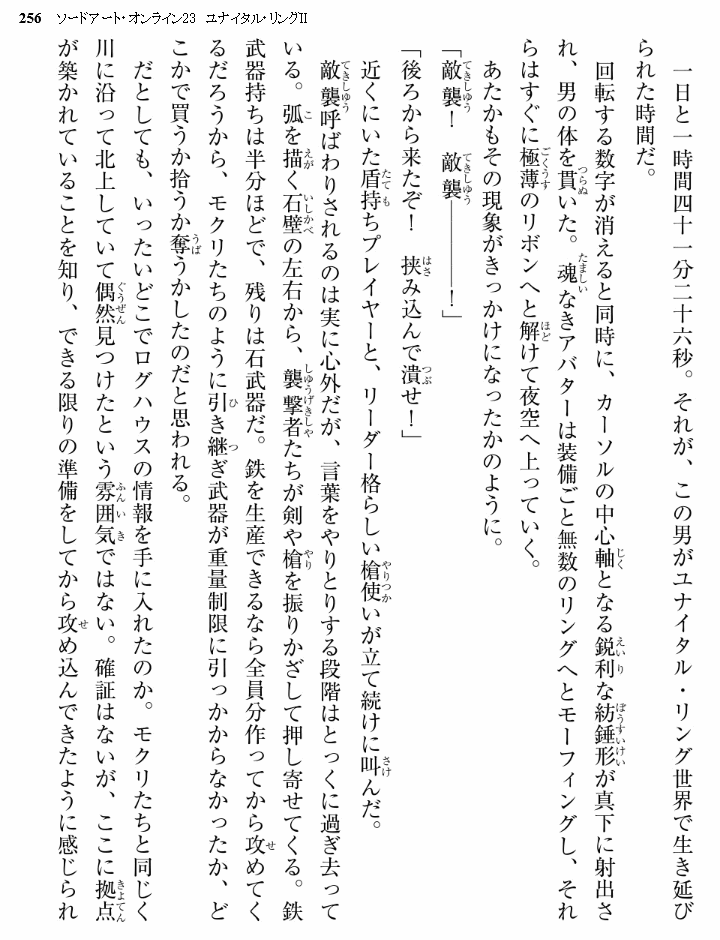 256　ソードアート・オンライン23　ユナイタル・リングⅡ
　一日と一時間四十一分二十六秒。それが、この男がユナイタル・リング世界で生き延び
られた時間だ。
　回転する数字が消えると同時に、カーソルの中心軸となる鋭利な紡錘形が真下に射出さ
れ、男の体を貫いた。魂なきアバターは装備ごと無数のリングへとモーフィングし、それ
らはすぐに極薄のリボンへと解けて夜空へ上っていく。
　あたかもその現象がきっかけになったかのように。
「敵襲！　敵襲――――！」
「後ろから来たぞ！　挟み込んで潰せ！」
　近くにいた盾持ちプレイヤーと、リーダー格らしい槍使いが立て続けに叫んだ。
　敵襲呼ばわりされるのは実に心外だが、言葉をやりとりする段階はとっくに過ぎ去って
いる。弧を描く石壁の左右から、襲撃者たちが剣や槍を振りかざして押し寄せてくる。鉄
武器持ちは半分ほどで、残りは石武器だ。鉄を生産できるなら全員分作ってから攻めてく
るだろうから、モクリたちのように引き継ぎ武器が重量制限に引っかからなかったか、ど
こかで買うか拾うか奪うかしたのだと思われる。
　だとしても、いったいどこでログハウスの情報を手に入れたのか。モクリたちと同じく
川に沿って北上していて偶然見つけたという雰囲気ではない。確証はないが、ここに拠点
が築かれていることを知り、できる限りの準備をしてから攻め込んできたように感じられ